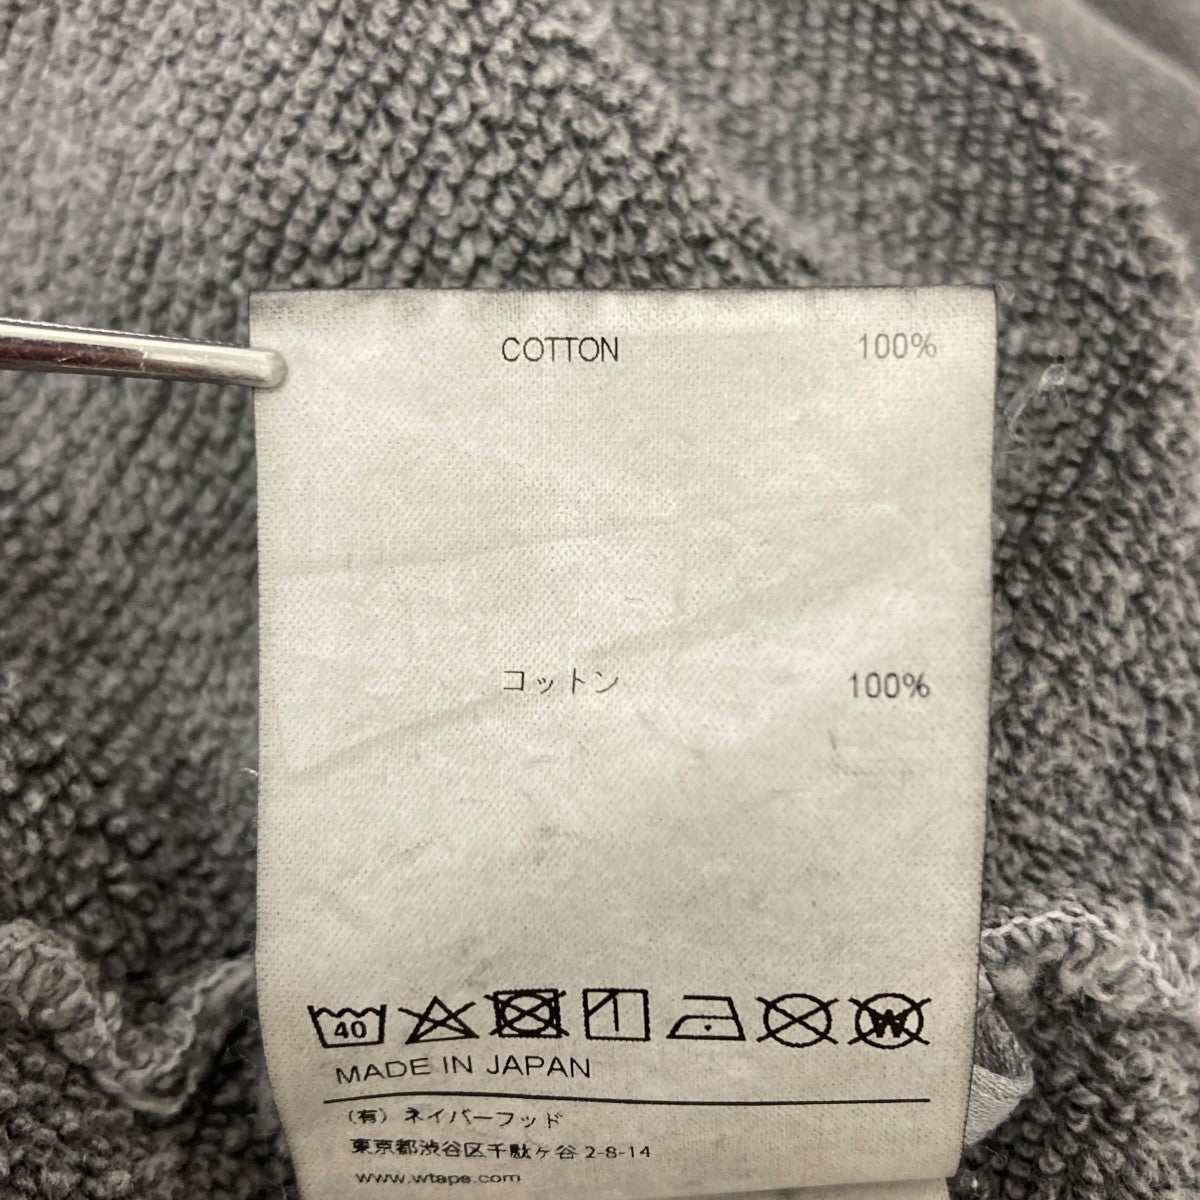 COTTON 100%
コットン 100%
40 W
MADE IN JAPAN
(有) ネイバーフッド
東京都渋谷区千駄ヶ谷 2-8-14
www.wtaps.com